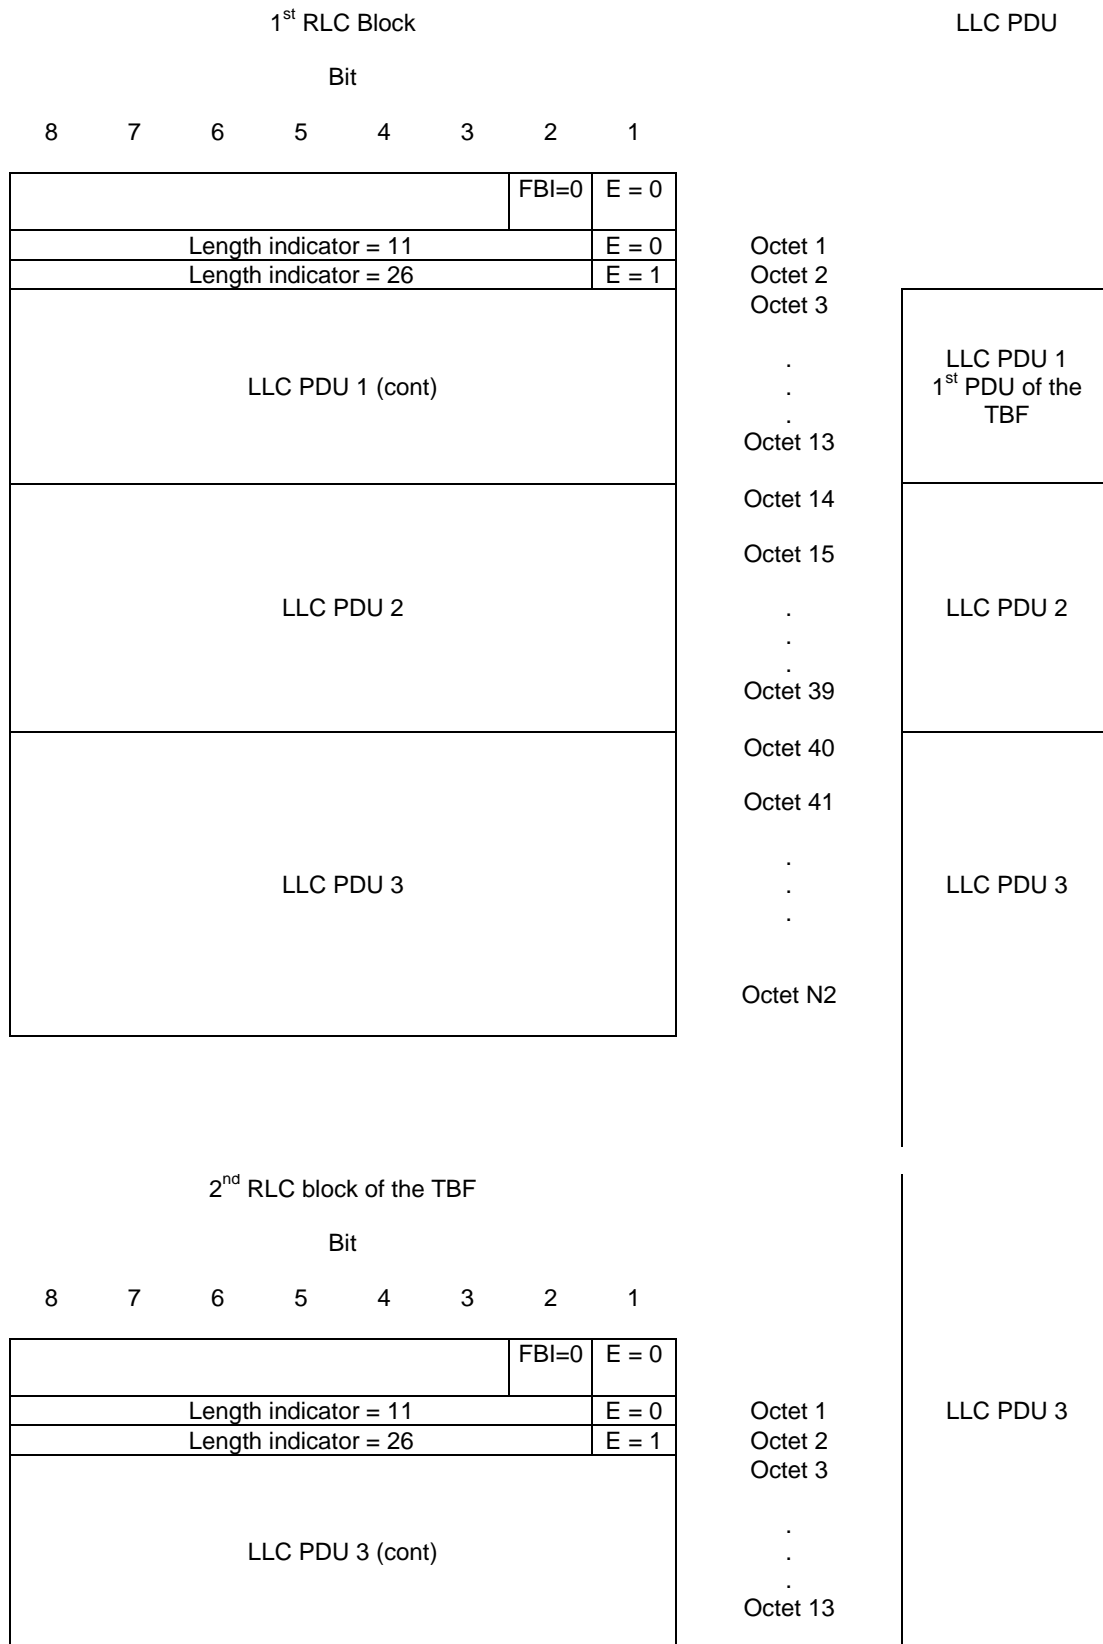 1st RLC Block LLC PDU
Bit
8 7 6 5 4 3 2 1
FBI=0 E = 0
Length indicator = 11 E = 0 Octet 1
Length indicator = 26 E = 1 Octet 2
Octet 3
.
LLC PDU 1 (cont) . LLC PDU 1
1st PDU of the
. TBF
Octet 13
Octet 14
Octet 15
LLC PDU 2 . LLC PDU 2
.
.
Octet 39
Octet 40
Octet 41
.
LLC PDU 3 . LLC PDU 3
.
Octet N2
2nd RLC block of the TBF
Bit
8 7 6 5 4 3 2 1
FBI=0 E = 0
Length indicator = 11 E = 0 Octet 1 LLC PDU 3
Length indicator = 26 E = 1 Octet 2
Octet 3
.
LLC PDU 3 (cont) .
.
Octet 13